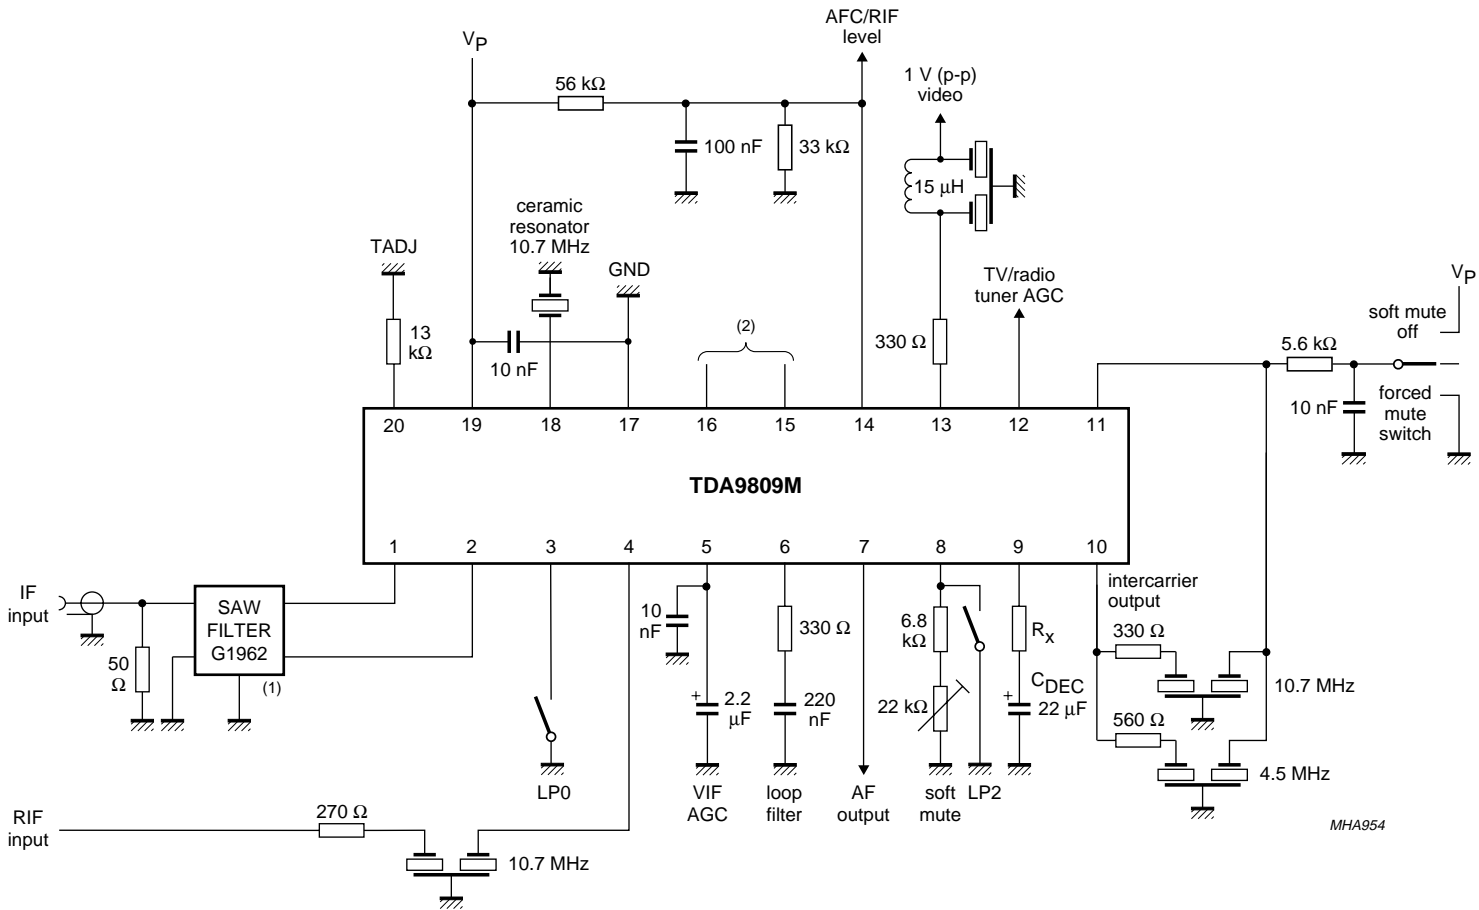 AFC/RIF
level
VP
56 kΩ
1 V (p-p)
video
100 nF
33 kΩ
15 μH
ceramic
resonator
10.7 MHz
TADJ
GND
TV/radio
tuner AGC
VP
soft mute
off
13
kΩ
10 nF
(2)
330 Ω
5.6 kΩ
10 nF
forced
mute
switch
20
19
18
17
16
15
14
13
12
11
TDA9809M
1
2
3
4
5
6
7
8
9
10
IF
input
SAW
FILTER
G1962
(1)
50
Ω
10
nF
330 Ω
6.8
kΩ
Rx
intercarrier
output
330 Ω
10.7 MHz
2.2
μF
220
nF
22 kΩ
CDEC
22 μF
560 Ω
4.5 MHz
LP0
VIF
AGC
loop
filter
AF
output
soft
mute
LP2
RIF
input
270 Ω
10.7 MHz
MHA954
+
+